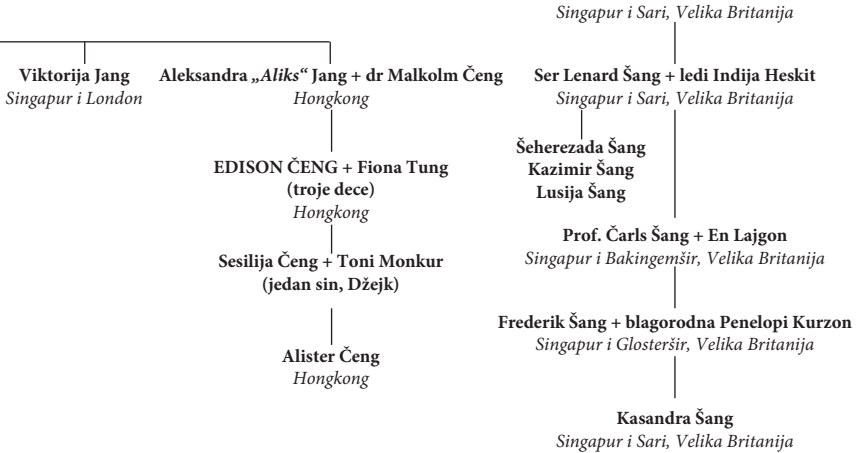 Singapur i Sari, Velika Britanija
Viktorija Jang
Singapur i London
Aleksandra „Aliks“ Jang + dr Malkolm Čeng
Hongkong
EDISON ČENG + Fiona Tung
(troje dece)
Hongkong
Sesilija Čeng + Toni Monkur
(jedan sin, Džejk)
Alister Čeng
Hongkong
Ser Lenard Šang + ledi Indija Heskit
Singapur i Sari, Velika Britanija
Šeherezada Šang
Kazimir Šang
Lusija Šang
Prof. Čarls Šang + En Lajgon
Singapur i Bakingemšir, Velika Britanija
Frederik Šang + blagorodna Penelopi Kurzon
Singapur i Glosteršir, Velika Britanija
Kasandra Šang
Singapur i Sari, Velika Britanija